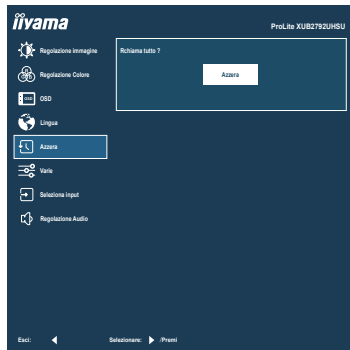 iiyama
ProLite XUB2792UHSU
Regolazione immagine
Rchiama tutto ?
Azzera
Regolazione Colore
OSD
OSD
Lingua
Azzera
Varie
Seleziona input
Regolazione Audio
Esci: Selezionare: /Premi